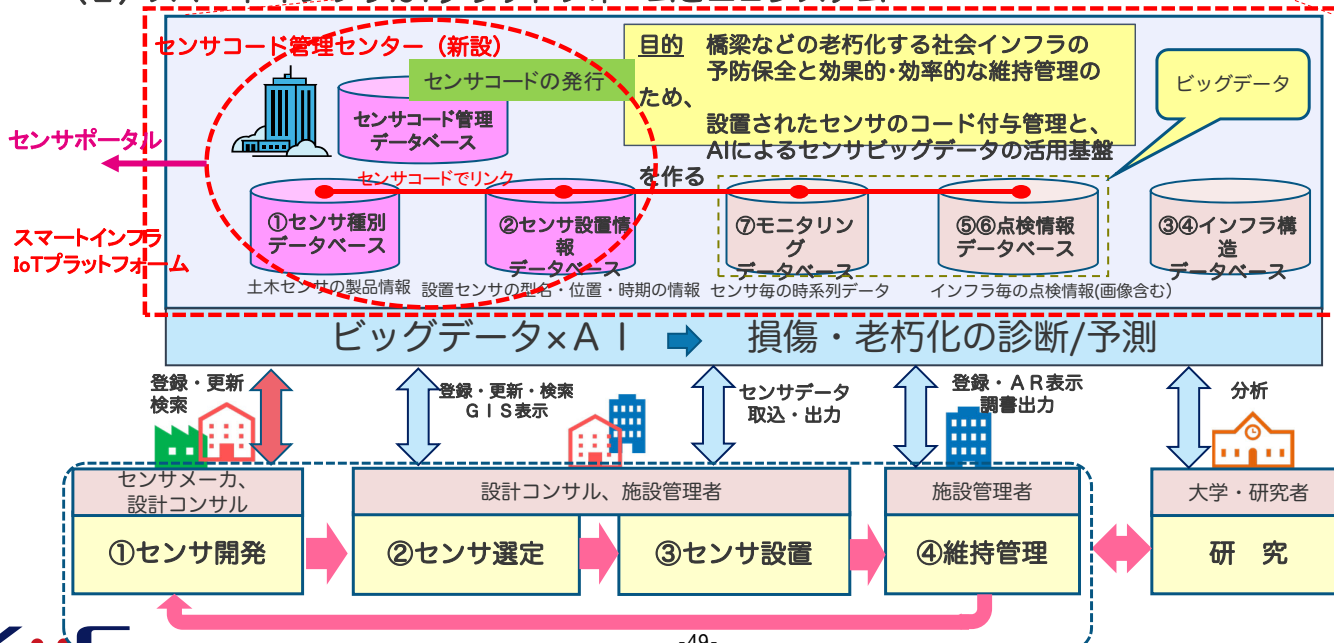 センサコード管理センター（新設）
目的　橋梁などの老朽化する社会インフラの
予防保全と効果的･効率的な維持管理の
ため、
設置されたセンサのコード付与管理と、
AIによるセンサビッグデータの活用基盤
を作る
ビッグデータ
センサコードの発行
センサコード管理
データベース
センサポータル
センサコードでリンク
スマートインフラ
IoTプラットフォーム
①センサ種別
データベース
②センサ設置情
報
データベース
⑦モニタリン
グ
データベース
⑤⑥点検情報
データベース
③④インフラ構
造
データベース
土木センサの製品情報
設置センサの型名・位置・時期の情報
センサ毎の時系列データ
インフラ毎の点検情報(画像含む）
ビッグデータ×ＡＩ
損傷・老朽化の診断/予測
登録・更新
検索
登録・更新・検索
ＧＩＳ表示
センサデータ
取込・出力
登録・ＡＲ表示
調書出力
分析
センサメーカ、
設計コンサル
設計コンサル、施設管理者
施設管理者
大学・研究者
①センサ開発
②センサ選定
③センサ設置
④維持管理
研　究
-49-